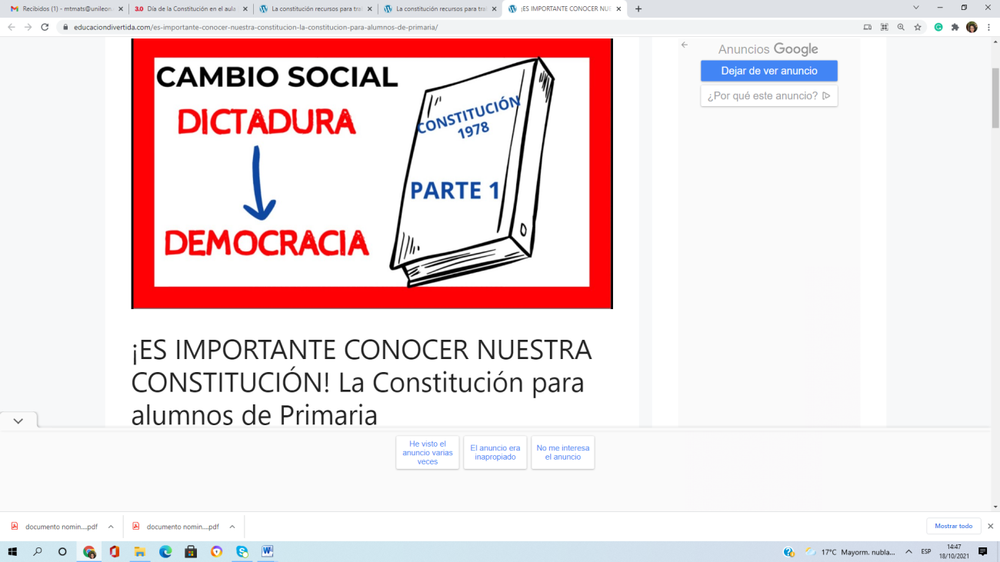 Recibidos (1) - mtmats@unileon.
3.0 Día de la Constitución en el aula
La constitución recursos para tra
La constitución recursos para tra
¡ES IMPORTANTE CONOCER NUE
educaciondivertida.com/es-importante-conocer-nuestra-constitucion-la-constitucion-para-alumnos-de-primaria/
CAMBIO SOCIAL
DICTADURA
DEMOCRACIA
CONSTITUCIÓN
1978
PARTE 1
Anuncios Google
Dejar de ver anuncio
¿Por qué este anuncio?
¡ES IMPORTANTE CONOCER NUESTRA
CONSTITUCIÓN! La Constitución para
alumnos de Primaria
He visto el
anuncio varias
veces
El anuncio era
inapropiado
No me interesa
el anuncio
documento nomin....pdf
documento nomin....pdf
Mostrar todo
17°C Mayorm. nubla...
ESP
14:47
18/10/2021